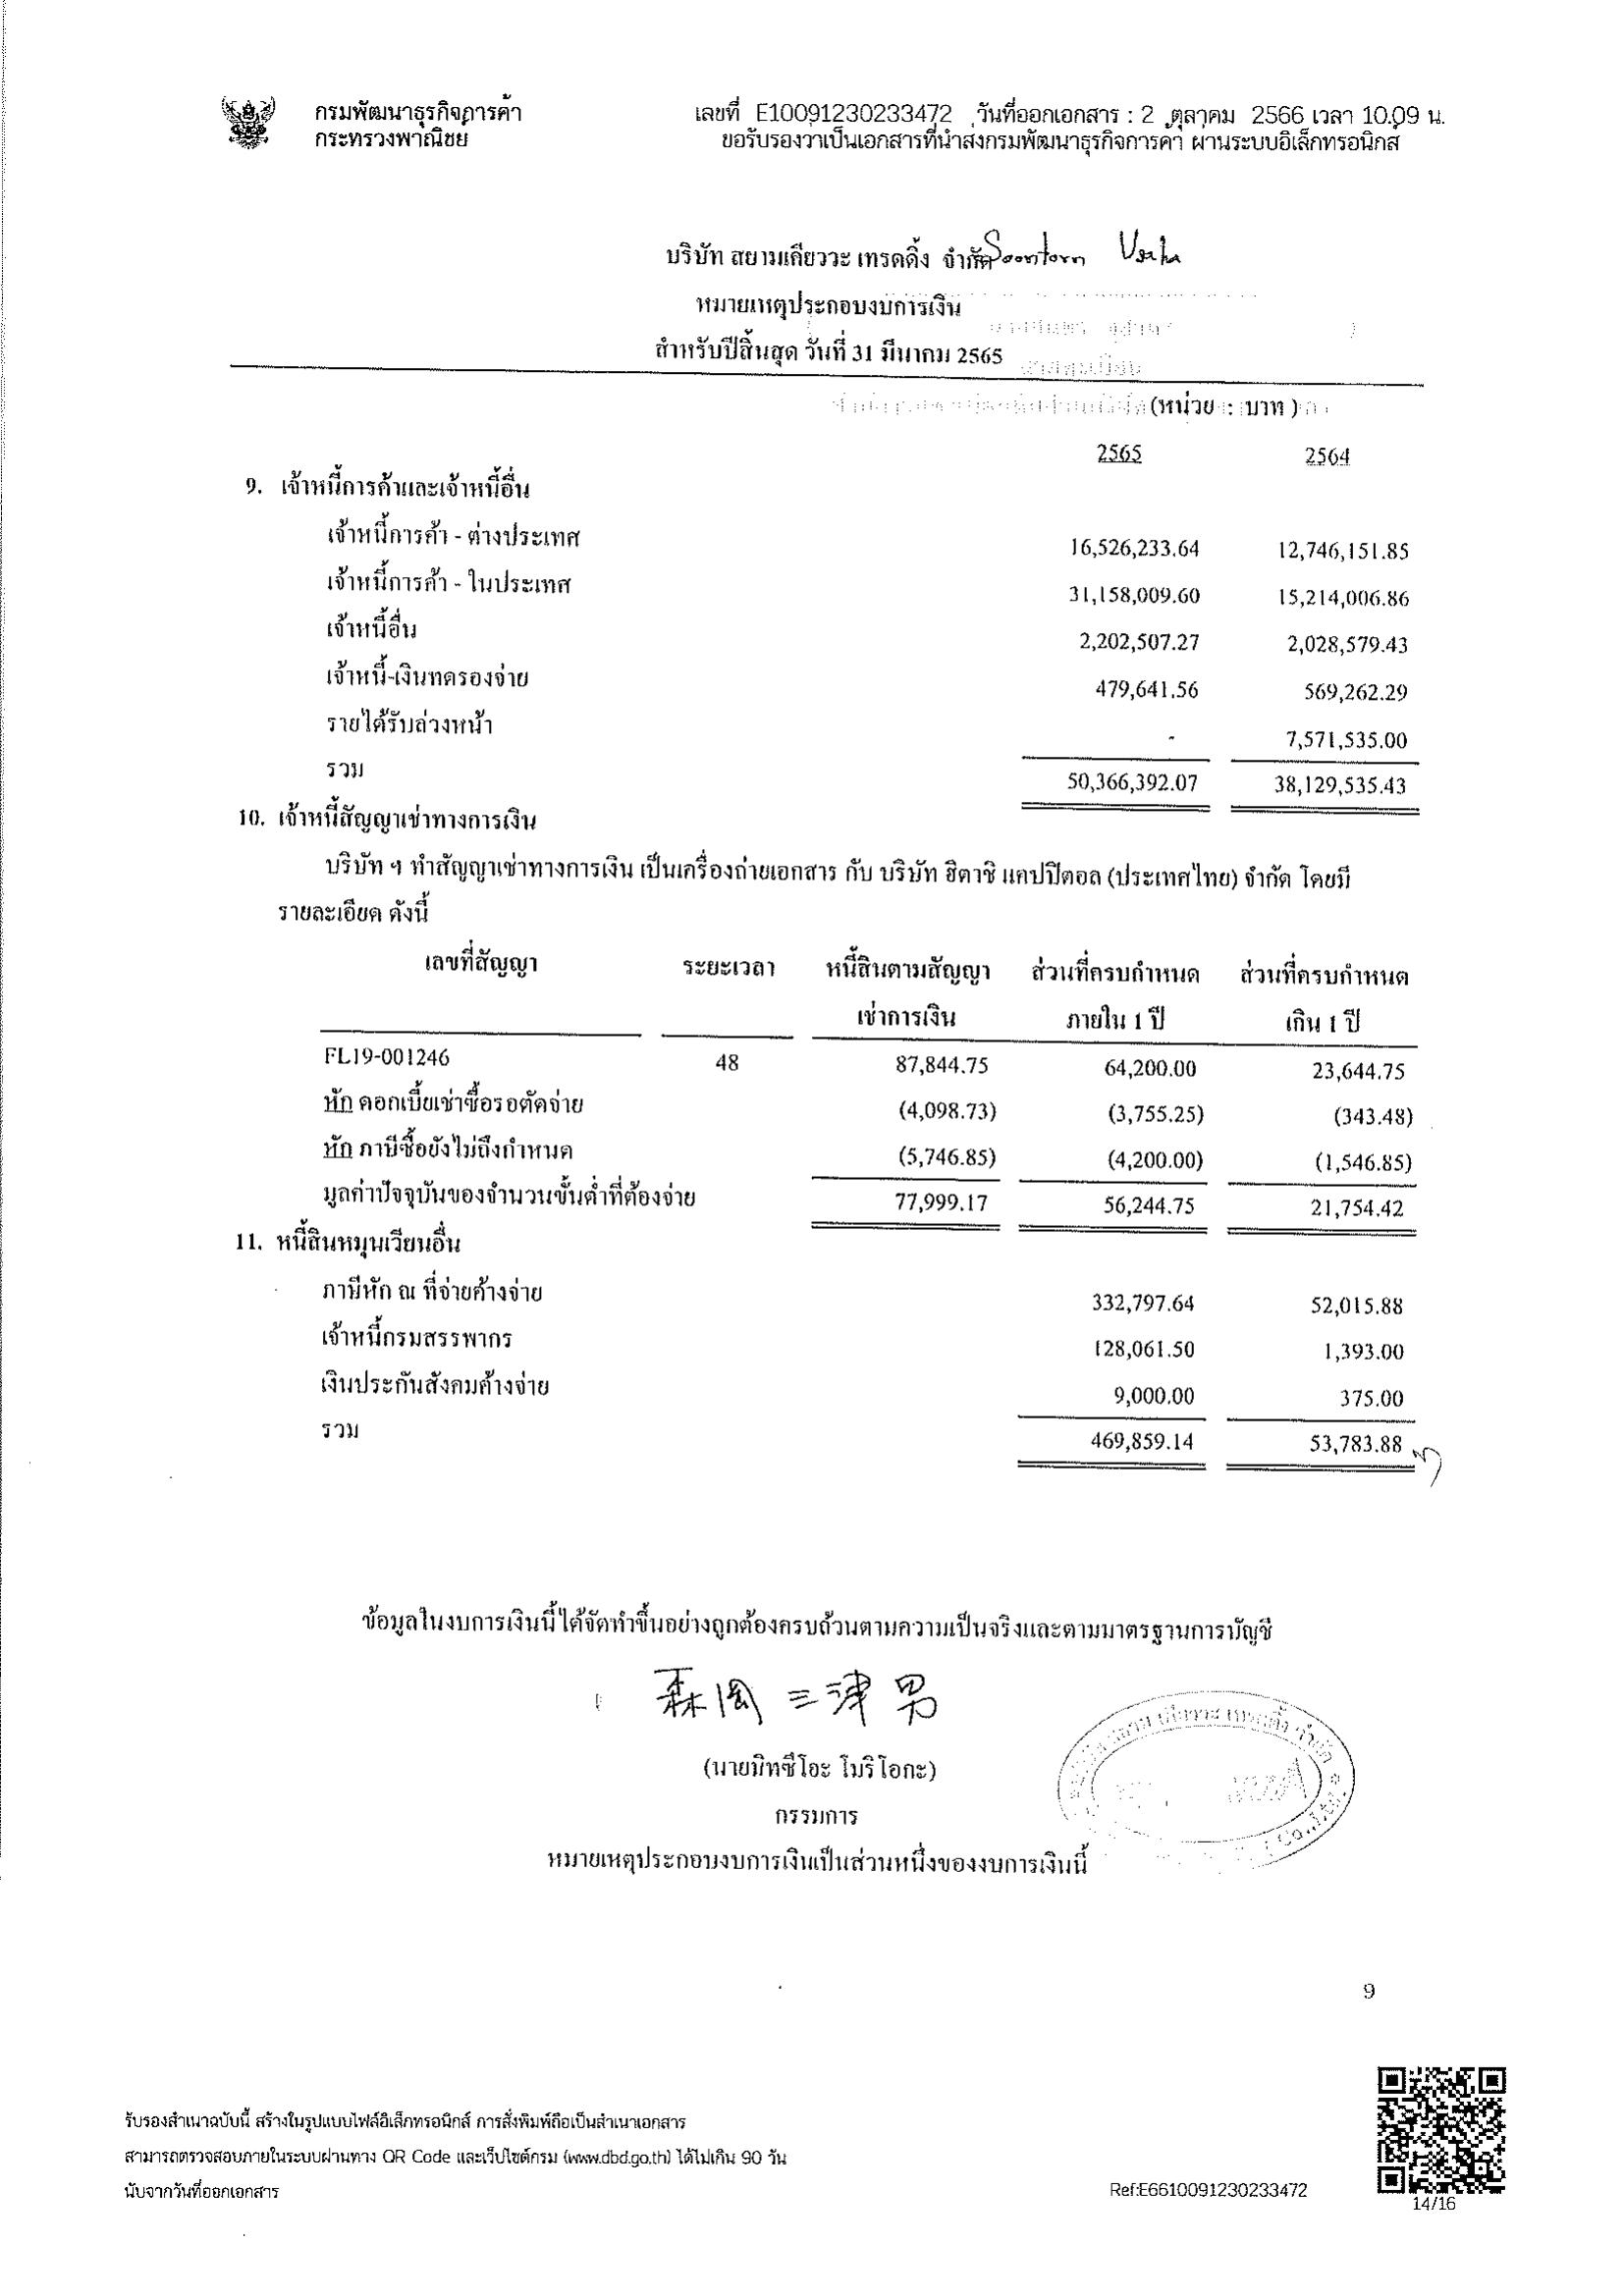 กรมพัฒนาธุรกิจการค้า
กระทรวงพาณิชย์
เลขที่ E10091230233472 วันที่ออกเอกสาร : 2 ตุลาคม 2566 เวลา 10.09 น.
ขอรับรองว่าเป็นเอกสารที่นำส่งกรมพัฒนาธุรกิจการค้า ผ่านระบบอิเล็กทรอนิกส์
บริษัท สยามเคียววะ เทรดดิ้ง จำกัด Soontorn
หมายเหตุประกอบงบการเงิน
สำหรับปีสิ้นสุด วันที่ 31 มีนาคม 2565
(หน่วย : บาท )
2565 2564
9. เจ้าหนี้การค้าและเจ้าหนี้อื่น
เจ้าหนี้การค้า - ต่างประเทศ 16,526,233.64 12,746,151.85
เจ้าหนี้การค้า - ในประเทศ 31,158,009.60 15,214,006.86
เจ้าหนี้อื่น 2,202,507.27 2,028,579.43
เจ้าหนี้-เงินทดรองจ่าย 479,641.56 569,262.29
รายได้รับล่วงหน้า - 7,571,535.00
รวม 50,366,392.07 38,129,535.43
10. เจ้าหนี้สัญญาเช่าทางการเงิน
บริษัท ฯ ทำสัญญาเช่าทางการเงิน เป็นเครื่องถ่ายเอกสาร กับ บริษัท ฮิตาชิ แคปปิตอล (ประเทศไทย) จำกัด โดยมี
รายละเอียด ดังนี้
เลขที่สัญญา ระยะเวลา หนี้สินตามสัญญา ส่วนที่ครบกำหนด ส่วนที่ครบกำหนด
เช่าการเงิน ภายใน 1 ปี เกิน 1 ปี
FL19-001246 48 87,844.75 64,200.00 23,644.75
หัก ดอกเบี้ยเช่าซื้อรอตัดจ่าย (4,098.73) (3,755.25) (343.48)
หัก ภาษีซื้อยังไม่ถึงกำหนด (5,746.85) (4,200.00) (1,546.85)
มูลค่าปัจจุบันของจำนวนขั้นต่ำที่ต้องจ่าย 77,999.17 56,244.75 21,754.42
11. หนี้สินหมุนเวียนอื่น
ภาษีหัก ณ ที่จ่ายค้างจ่าย 332,797.64 52,015.88
เจ้าหนี้กรมสรรพากร 128,061.50 1,393.00
เงินประกันสังคมค้างจ่าย 9,000.00 375.00
รวม 469,859.14 53,783.88
ข้อมูลในงบการเงินนี้ได้จัดทำขึ้นอย่างถูกต้องครบถ้วนตามความเป็นจริงและตามมาตรฐานการบัญชี
森岡 三津男
(นายมิทซึโอะ โมริโอกะ)
กรรมการ
หมายเหตุประกอบงบการเงินเป็นส่วนหนึ่งของงบการเงินนี้
9
รับรองสำเนาฉบับนี้ สร้างในรูปแบบไฟล์อิเล็กทรอนิกส์ การสั่งพิมพ์ถือเป็นสำเนาเอกสาร
สามารถตรวจสอบภายในระบบผ่านทาง QR Code และเว็บไซต์กรม (www.dbd.go.th) ได้ไม่เกิน 90 วัน
นับจากวันที่ออกเอกสาร
Ref:E6610091230233472
14/16